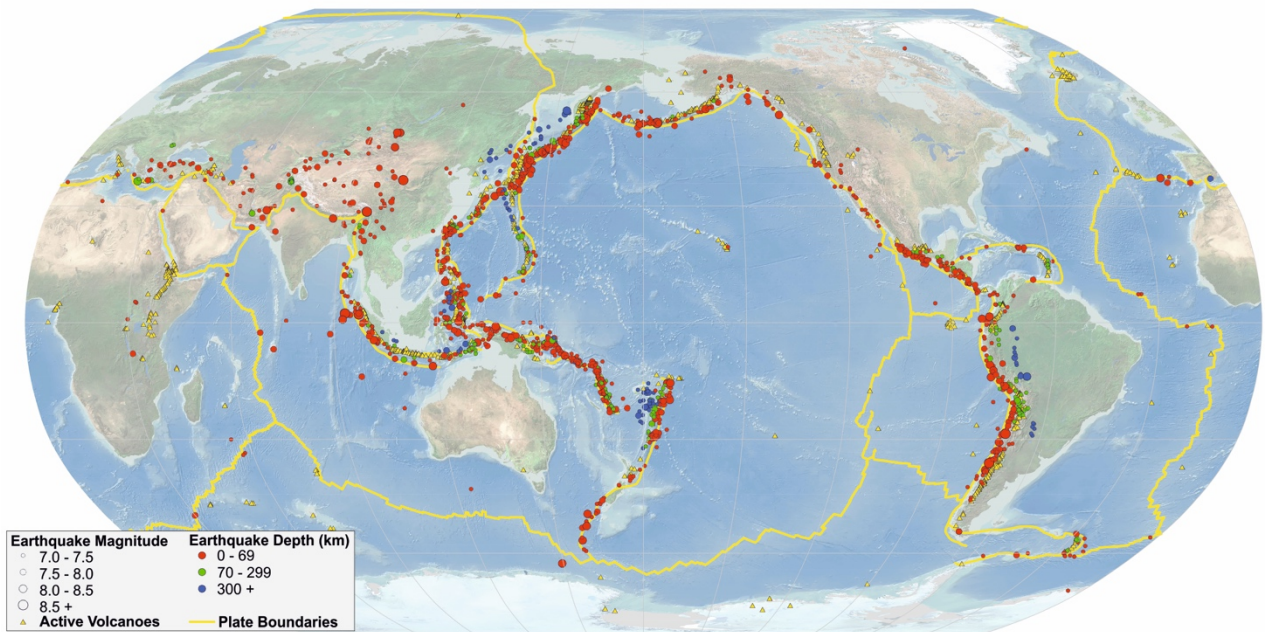 Earthquake Magnitude
7.0 - 7.5
7.5 - 8.0
8.0 - 8.5
8.5 +
Active Volcanoes
Earthquake Depth (km)
0 - 69
70 - 299
300 +
Plate Boundaries